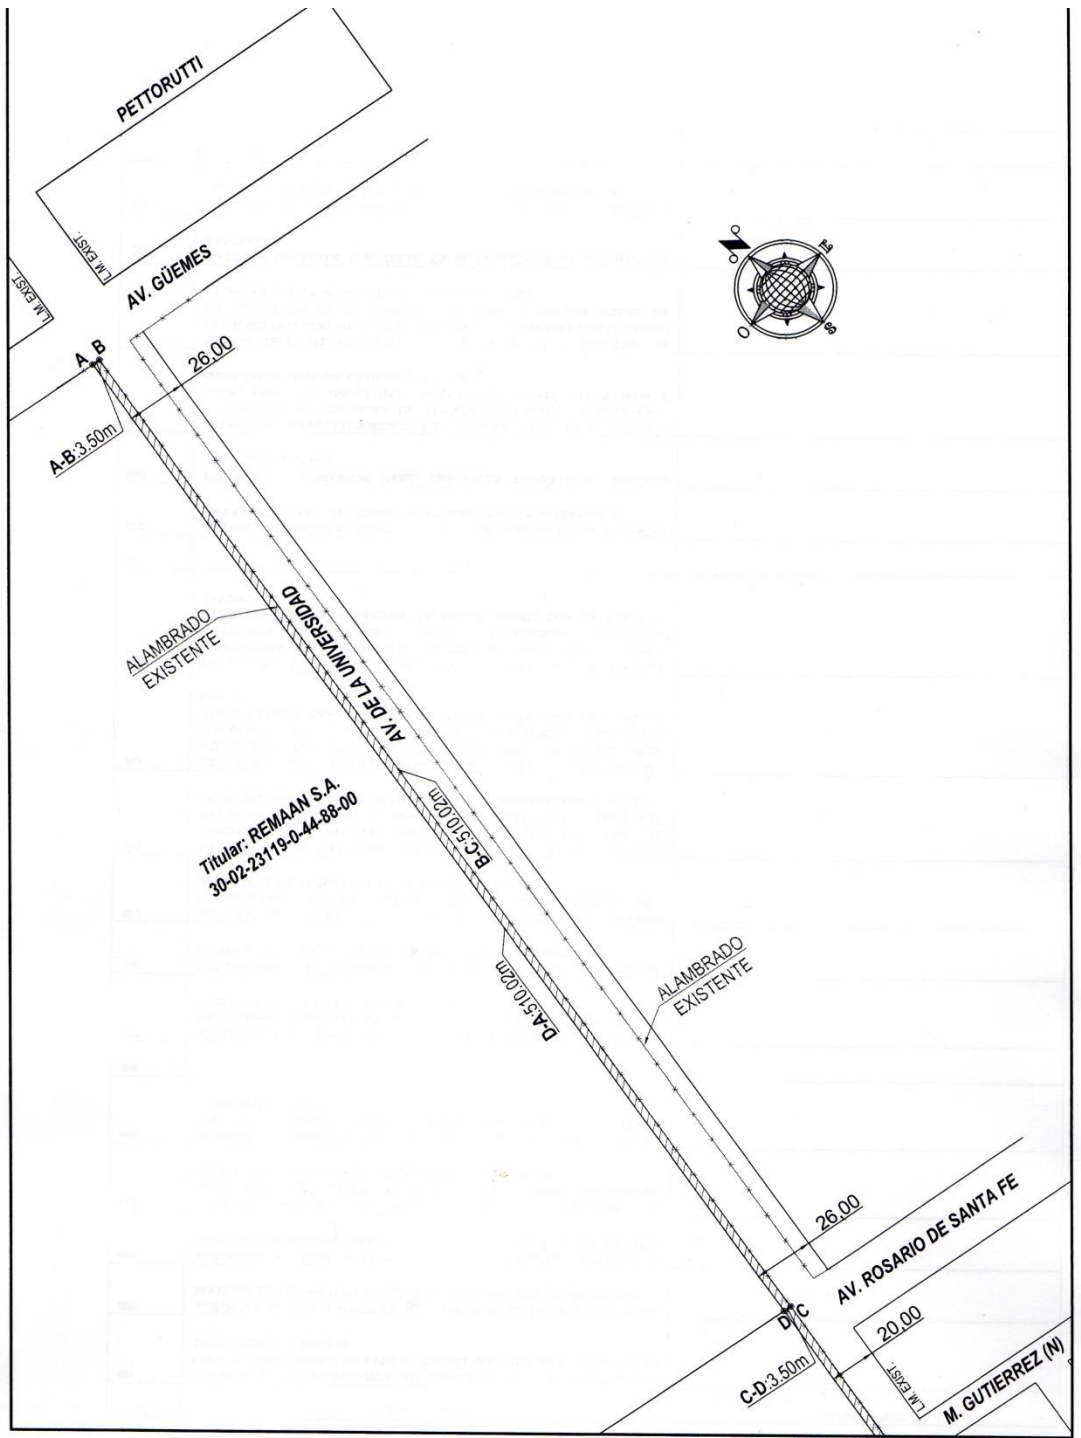 PETTORUTTI
L.M. EXIST.
L.M. EXIST.
AV. GÜEMES
N
E
O
S
A B
26,00
A-B:3.50m
ALAMBRADO
EXISTENTE
AV. DE LA UNIVERSIDAD
Titular: REMAAN S.A.
30-02-23119-0-44-88-00
B-C:510.02m
D-A:510.02m
ALAMBRADO
EXISTENTE
26,00
AV. ROSARIO DE SANTA FE
D C
20,00
C-D:3.50m
L.M. EXIST.
M. GUTIERREZ (N)